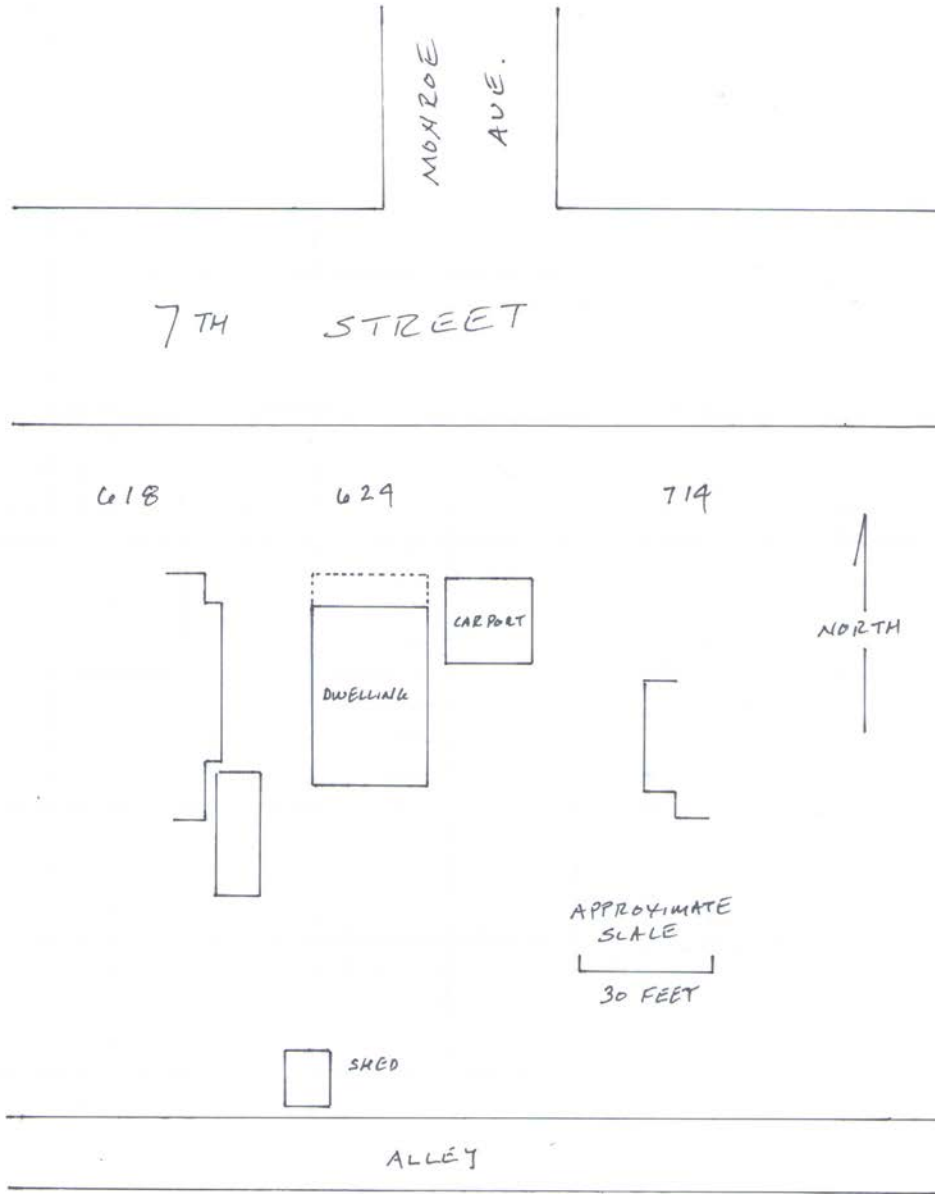 MONROE
AVE.
7TH STREET
618
624
714
CARPORT
NORTH
DWELLING
APPROXIMATE
SCALE
30 FEET
SHED
ALLEY